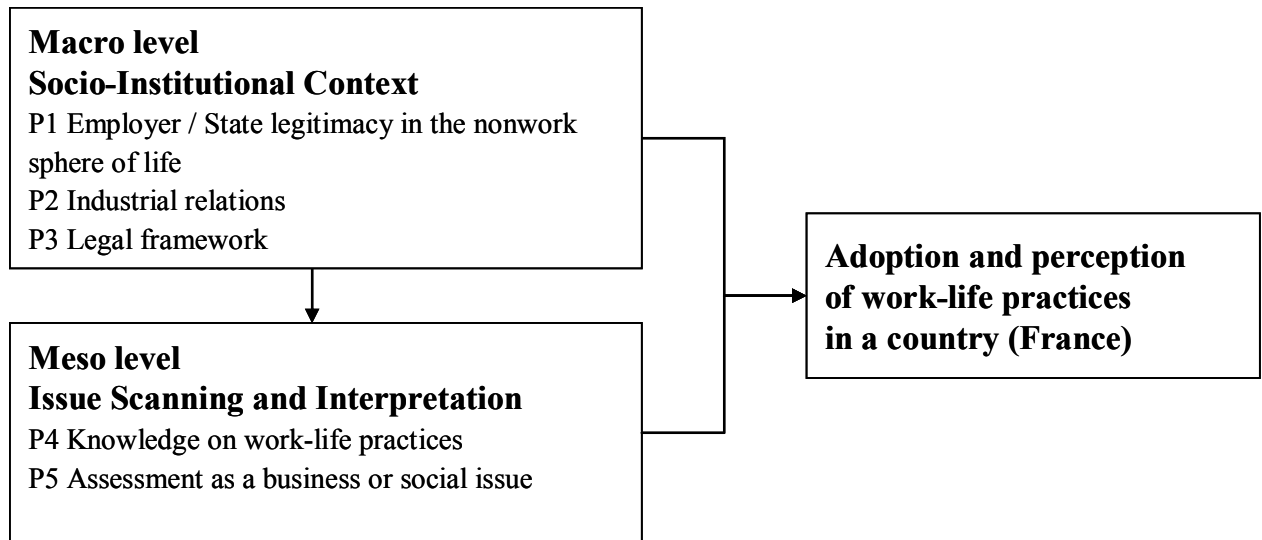 Macro level
Socio-Institutional Context
P1 Employer / State legitimacy in the nonwork
sphere of life
P2 Industrial relations
P3 Legal framework
Meso level
Issue Scanning and Interpretation
P4 Knowledge on work-life practices
P5 Assessment as a business or social issue
Adoption and perception
of work-life practices
in a country (France)